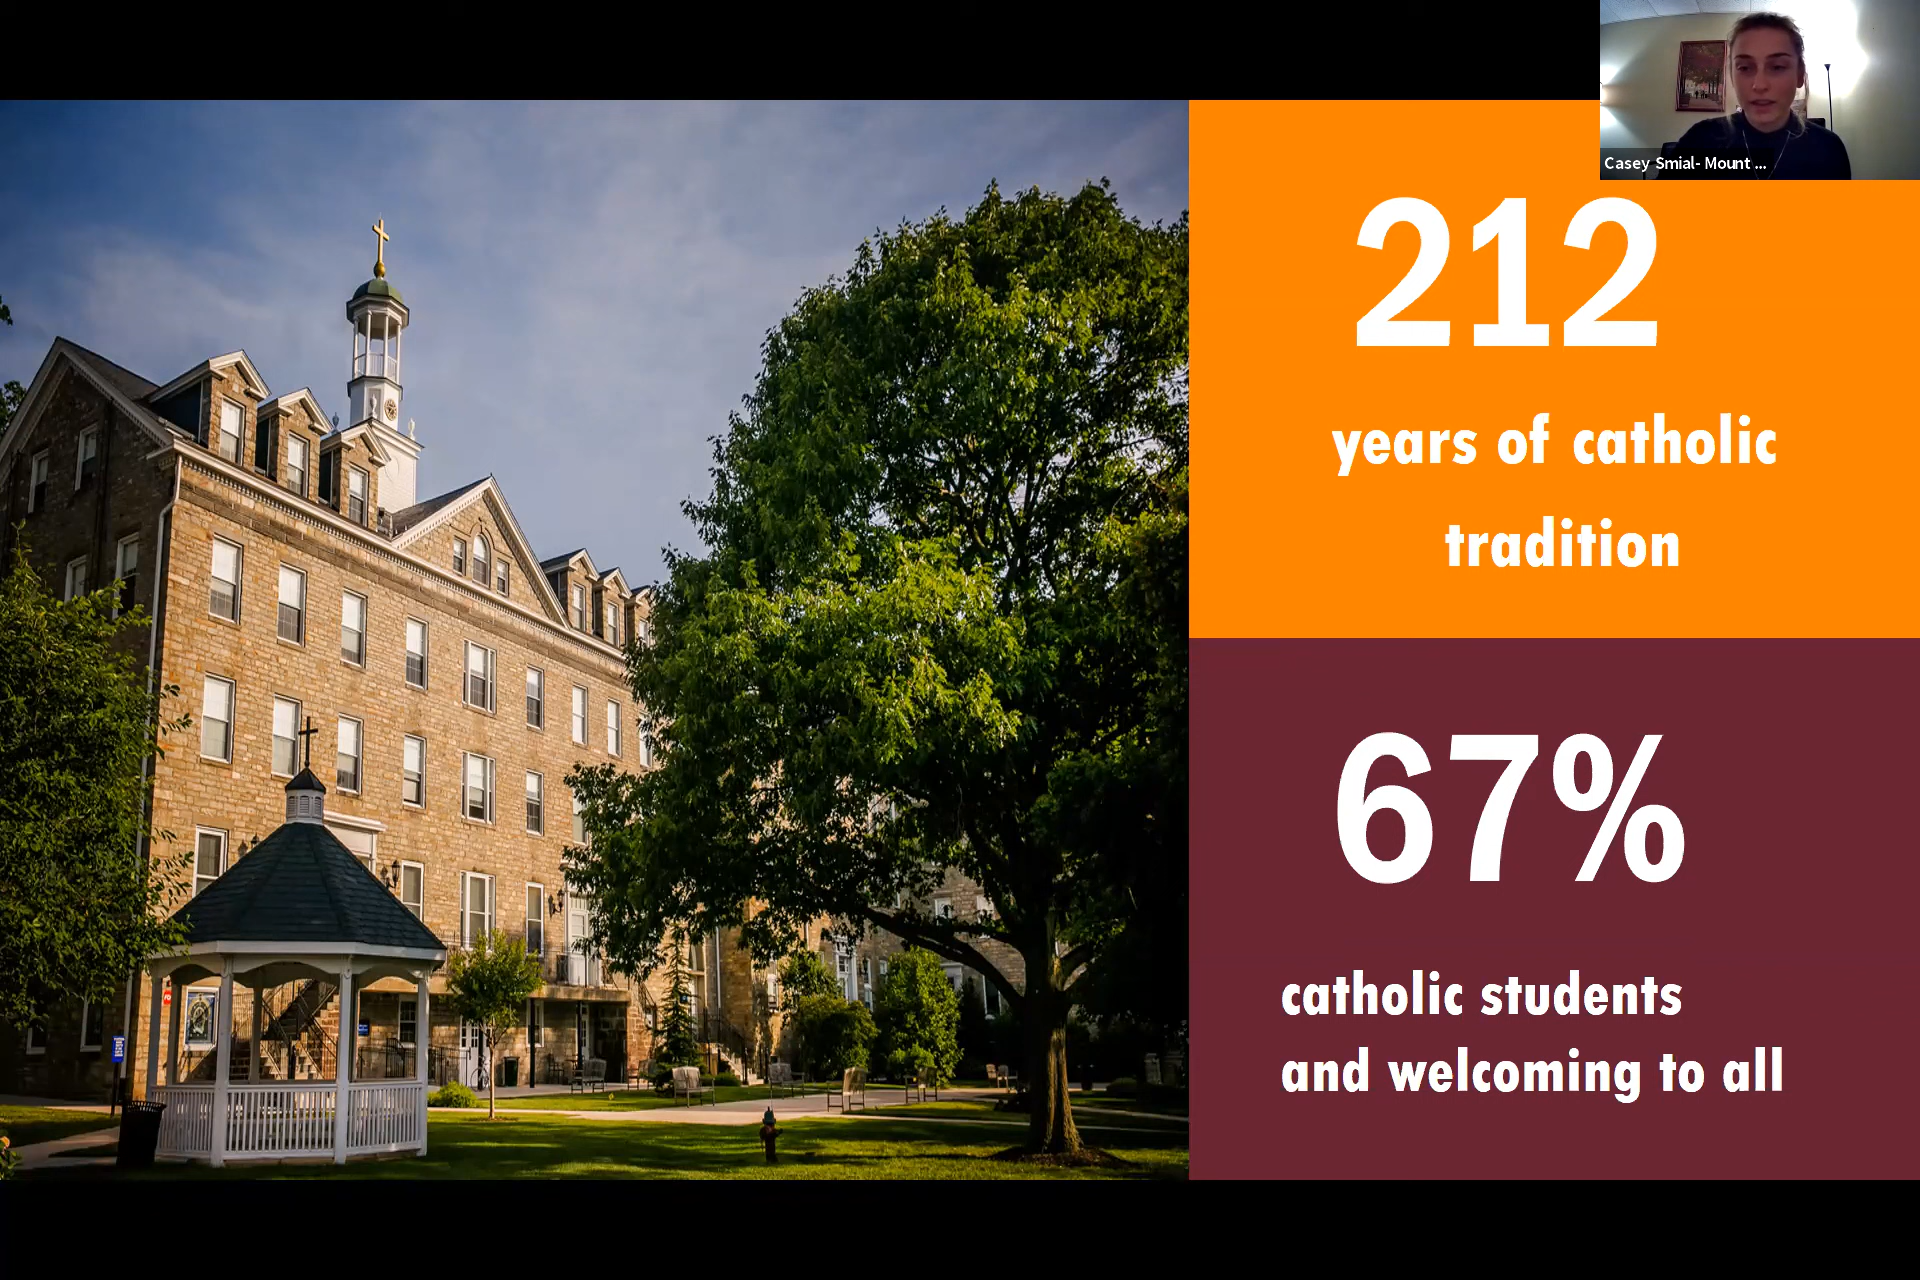 Casey Smial- Mount ...
212
years of catholic
tradition
67%
catholic students
and welcoming to all